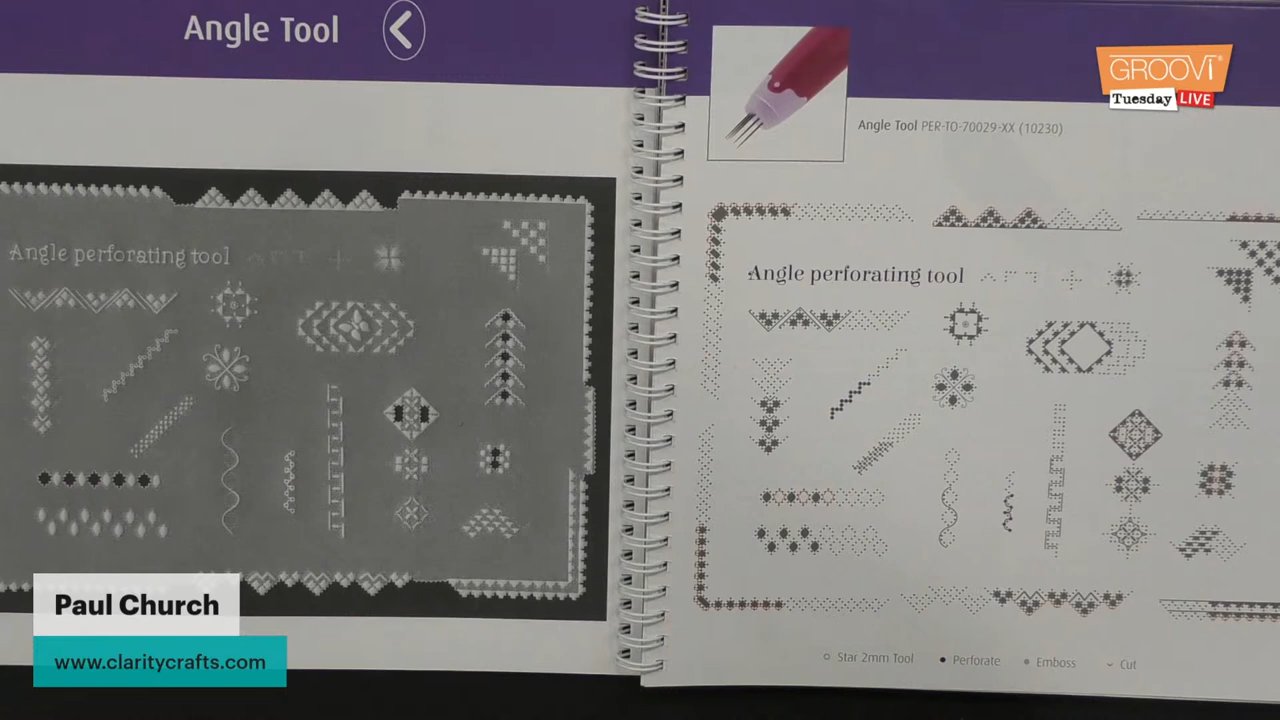 Angle Tool
GROOVI®
Tuesday LIVE
Angle Tool PER-TO-70029-XX (10230)
Angle perforating tool
Angle perforating tool
Star 2mm Tool
Perforate
Emboss
Cut
Paul Church
www.claritycrafts.com